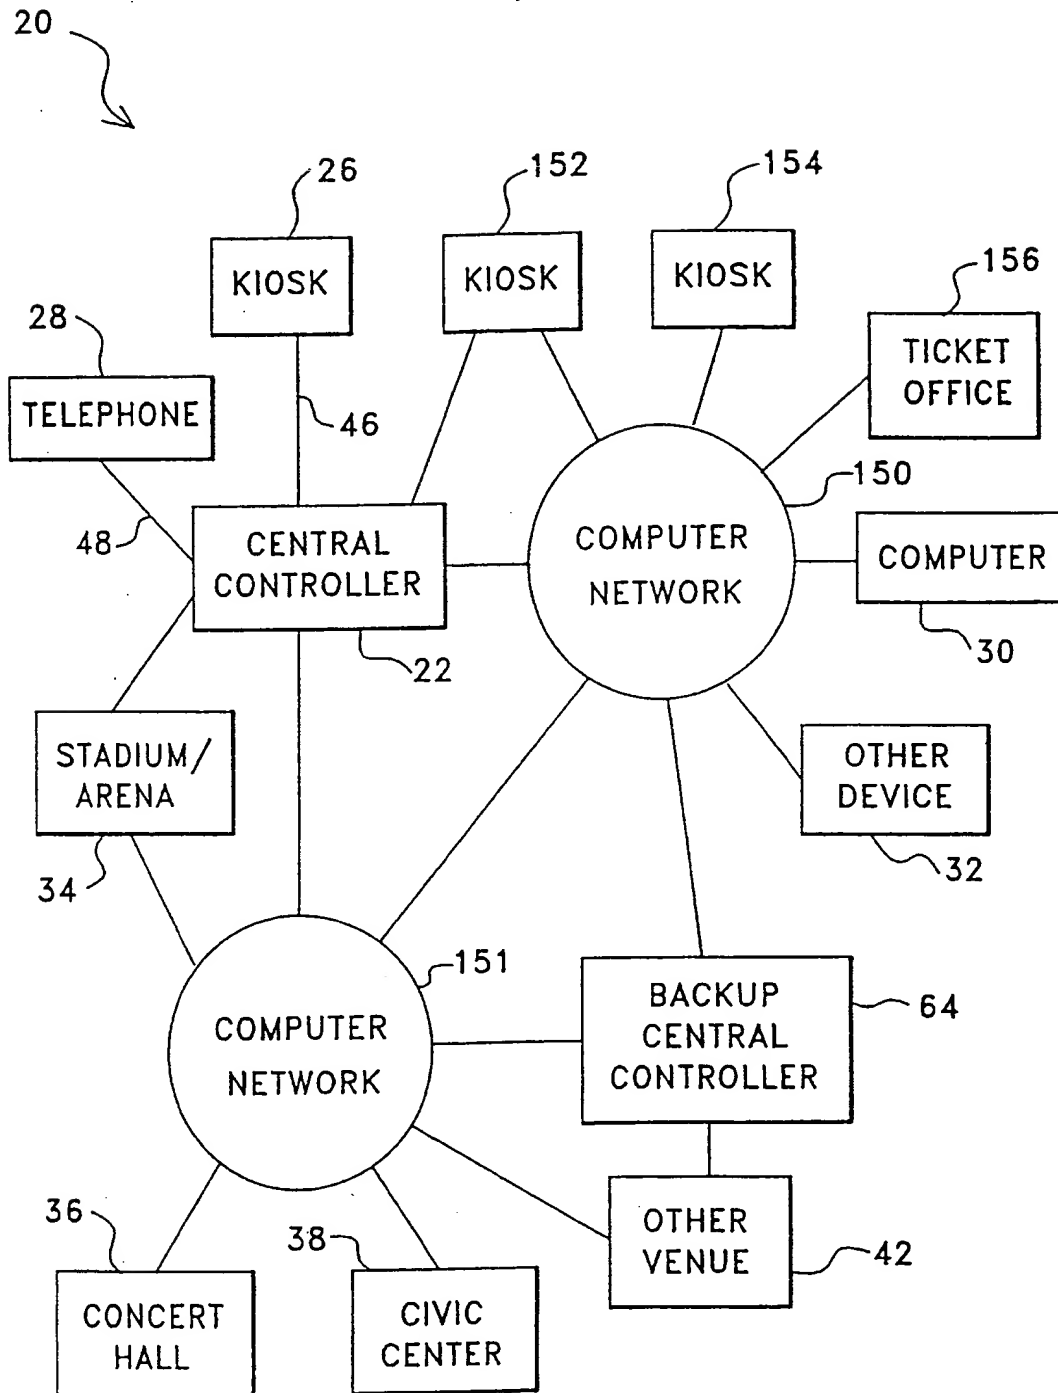 20
26
152
154
KIOSK
KIOSK
KIOSK
156
28
TICKET
OFFICE
TELEPHONE
46
150
48
CENTRAL
CONTROLLER
COMPUTER
NETWORK
COMPUTER
22
30
STADIUM/
ARENA
OTHER
DEVICE
34
32
151
BACKUP
CENTRAL
CONTROLLER
64
COMPUTER
NETWORK
36
38
OTHER
VENUE
42
CONCERT
HALL
CIVIC
CENTER